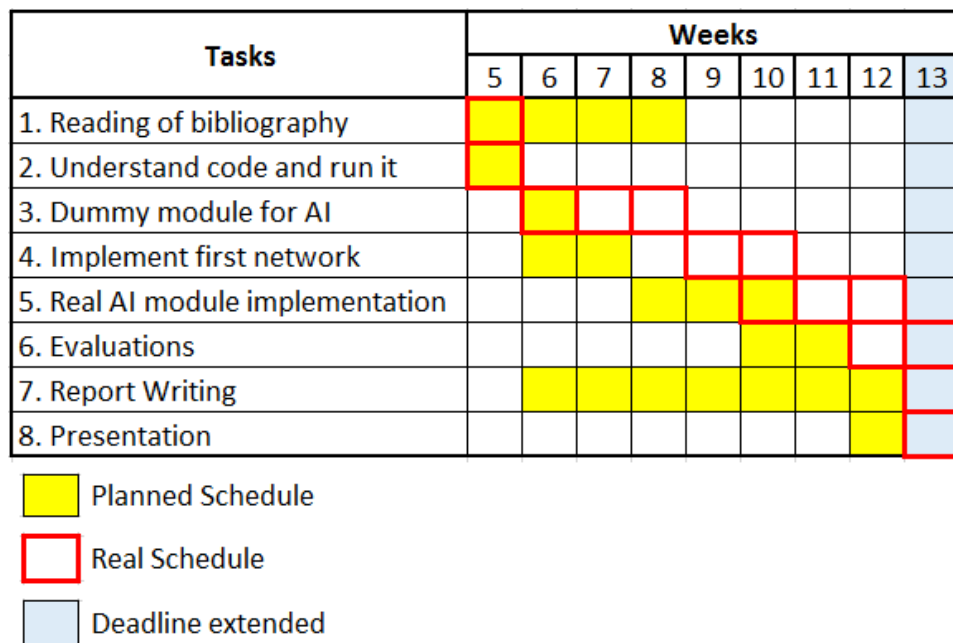 Tasks
Weeks
5 6 7 8 9 10 11 12 13
1. Reading of bibliography
2. Understand code and run it
3. Dummy module for AI
4. Implement first network
5. Real AI module implementation
6. Evaluations
7. Report Writing
8. Presentation
Planned Schedule
Real Schedule
Deadline extended